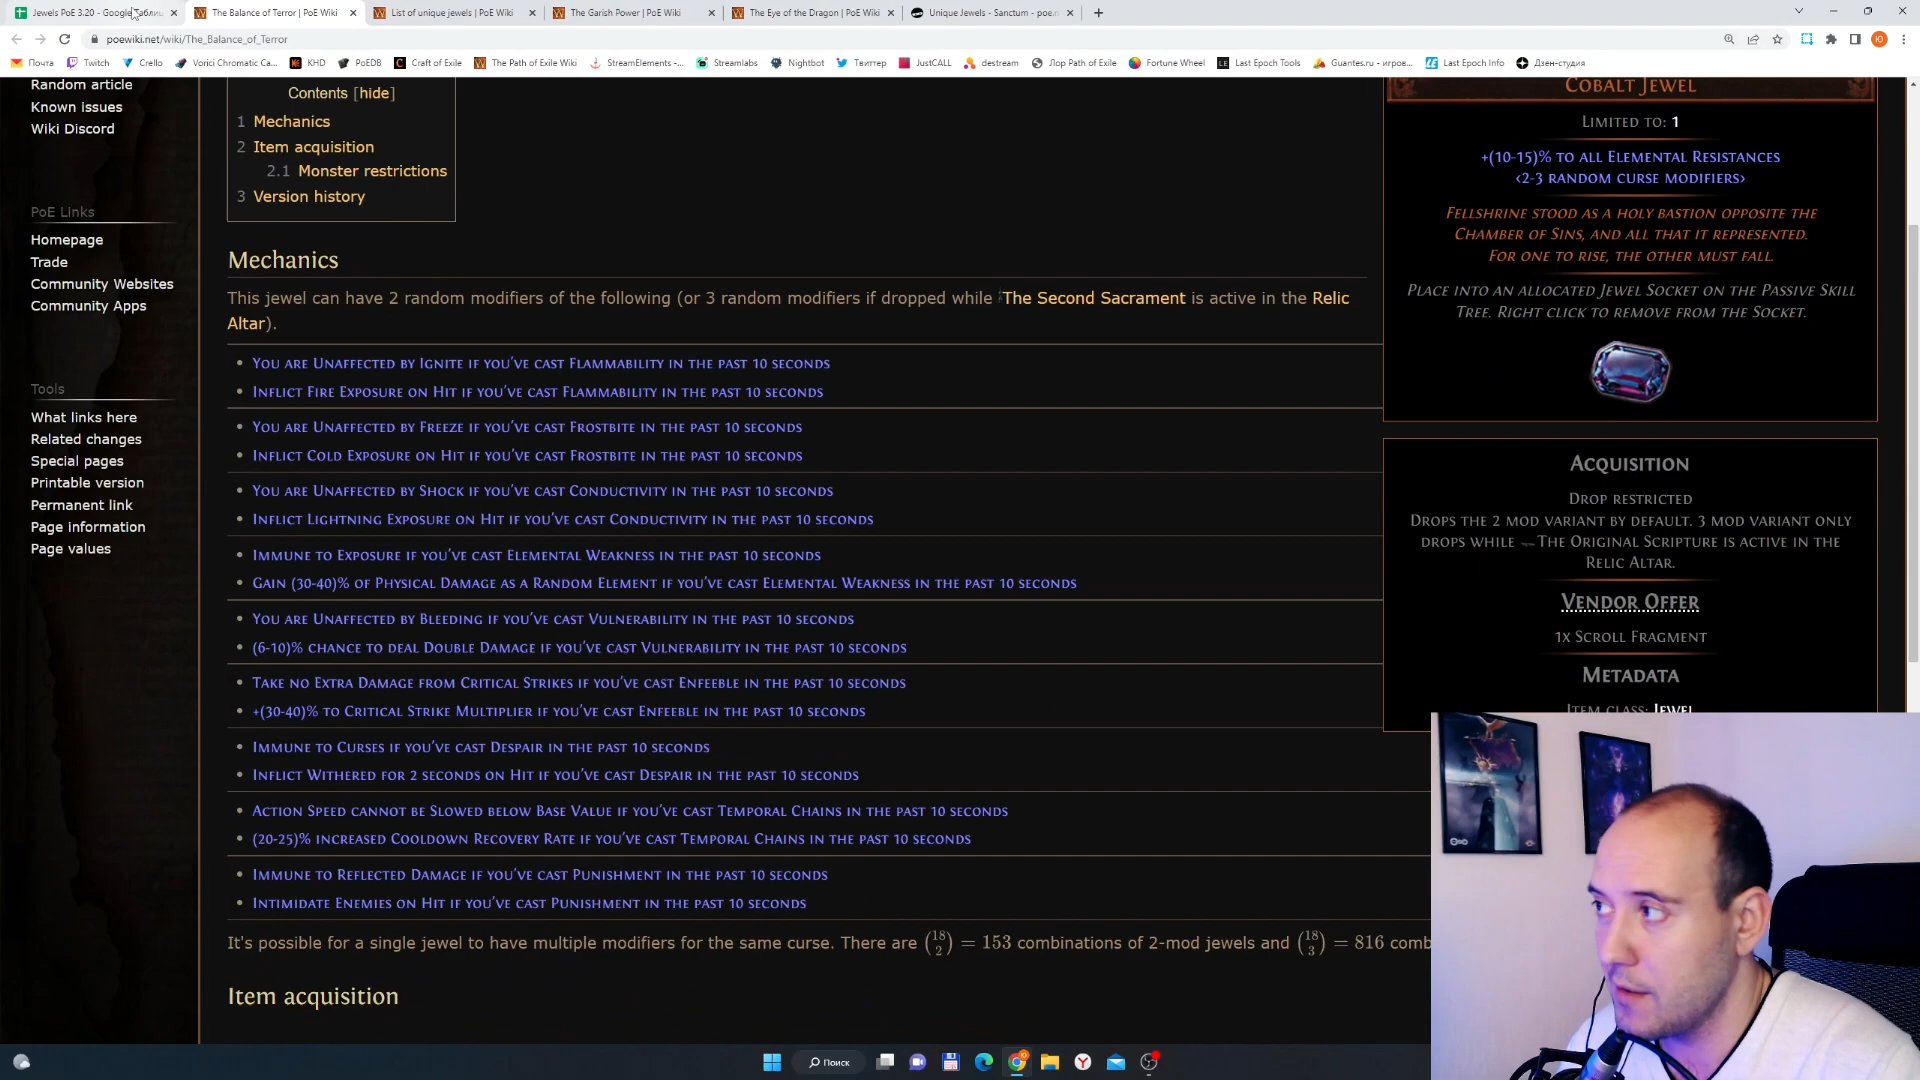 Jewels PoE 3.20 - Google Таблиц
The Balance of Terror | PoE Wiki
List of unique jewels | PoE Wiki
The Garish Power | PoE Wiki
The Eye of the Dragon | PoE Wiki
Unique Jewels - Sanctum - poe.n
poewiki.net/wiki/The_Balance_of_Terror
Ю
Почта
Twitch
Crello
Vorici Chromatic Ca...
KHD
PoEDB
Craft of Exile
The Path of Exile Wiki
StreamElements -...
Streamlabs
Nightbot
Твиттер
JustCALL
destream
Лор Path of Exile
Fortune Wheel
Last Epoch Tools
Guantes.ru - игров...
Last Epoch Info
Дзен-студия
Random article
Known issues
Wiki Discord
PoE Links
Homepage
Trade
Community Websites
Community Apps
Tools
What links here
Related changes
Special pages
Printable version
Permanent link
Page information
Page values
Contents [hide]
1 Mechanics
2 Item acquisition
2.1 Monster restrictions
3 Version history
Mechanics
This jewel can have 2 random modifiers of the following (or 3 random modifiers if dropped while The Second Sacrament is active in the Relic
Altar).
• You are Unaffected by Ignite if you've cast Flammability in the past 10 seconds
• Inflict Fire Exposure on Hit if you've cast Flammability in the past 10 seconds
• You are Unaffected by Freeze if you've cast Frostbite in the past 10 seconds
• Inflict Cold Exposure on Hit if you've cast Frostbite in the past 10 seconds
• You are Unaffected by Shock if you've cast Conductivity in the past 10 seconds
• Inflict Lightning Exposure on Hit if you've cast Conductivity in the past 10 seconds
• Immune to Exposure if you've cast Elemental Weakness in the past 10 seconds
• Gain (30-40)% of Physical Damage as a Random Element if you've cast Elemental Weakness in the past 10 seconds
• You are Unaffected by Bleeding if you've cast Vulnerability in the past 10 seconds
• (6-10)% chance to deal Double Damage if you've cast Vulnerability in the past 10 seconds
• Take no Extra Damage from Critical Strikes if you've cast Enfeeble in the past 10 seconds
• +(30-40)% to Critical Strike Multiplier if you've cast Enfeeble in the past 10 seconds
• Immune to Curses if you've cast Despair in the past 10 seconds
• Inflict Withered for 2 seconds on Hit if you've cast Despair in the past 10 seconds
• Action Speed cannot be Slowed below Base Value if you've cast Temporal Chains in the past 10 seconds
• (20-25)% increased Cooldown Recovery Rate if you've cast Temporal Chains in the past 10 seconds
• Immune to Reflected Damage if you've cast Punishment in the past 10 seconds
• Intimidate Enemies on Hit if you've cast Punishment in the past 10 seconds
It's possible for a single jewel to have multiple modifiers for the same curse. There are (18 2) = 153 combinations of 2-mod jewels and (18 3) = 816 comb
Item acquisition
Cobalt Jewel
Limited to: 1
+(10-15)% to all Elemental Resistances
<2-3 random curse modifiers>
Fellshrine stood as a holy bastion opposite the
Chamber of Sins, and all that it represented.
For one to rise, the other must fall.
Place into an allocated Jewel Socket on the Passive Skill
Tree. Right click to remove from the Socket.
Acquisition
Drop restricted
Drops the 2 mod variant by default. 3 mod variant only
drops while The Original Scripture is active in the
Relic Altar.
Vendor Offer
1x Scroll Fragment
Metadata
Item class: Jewel
Поиск